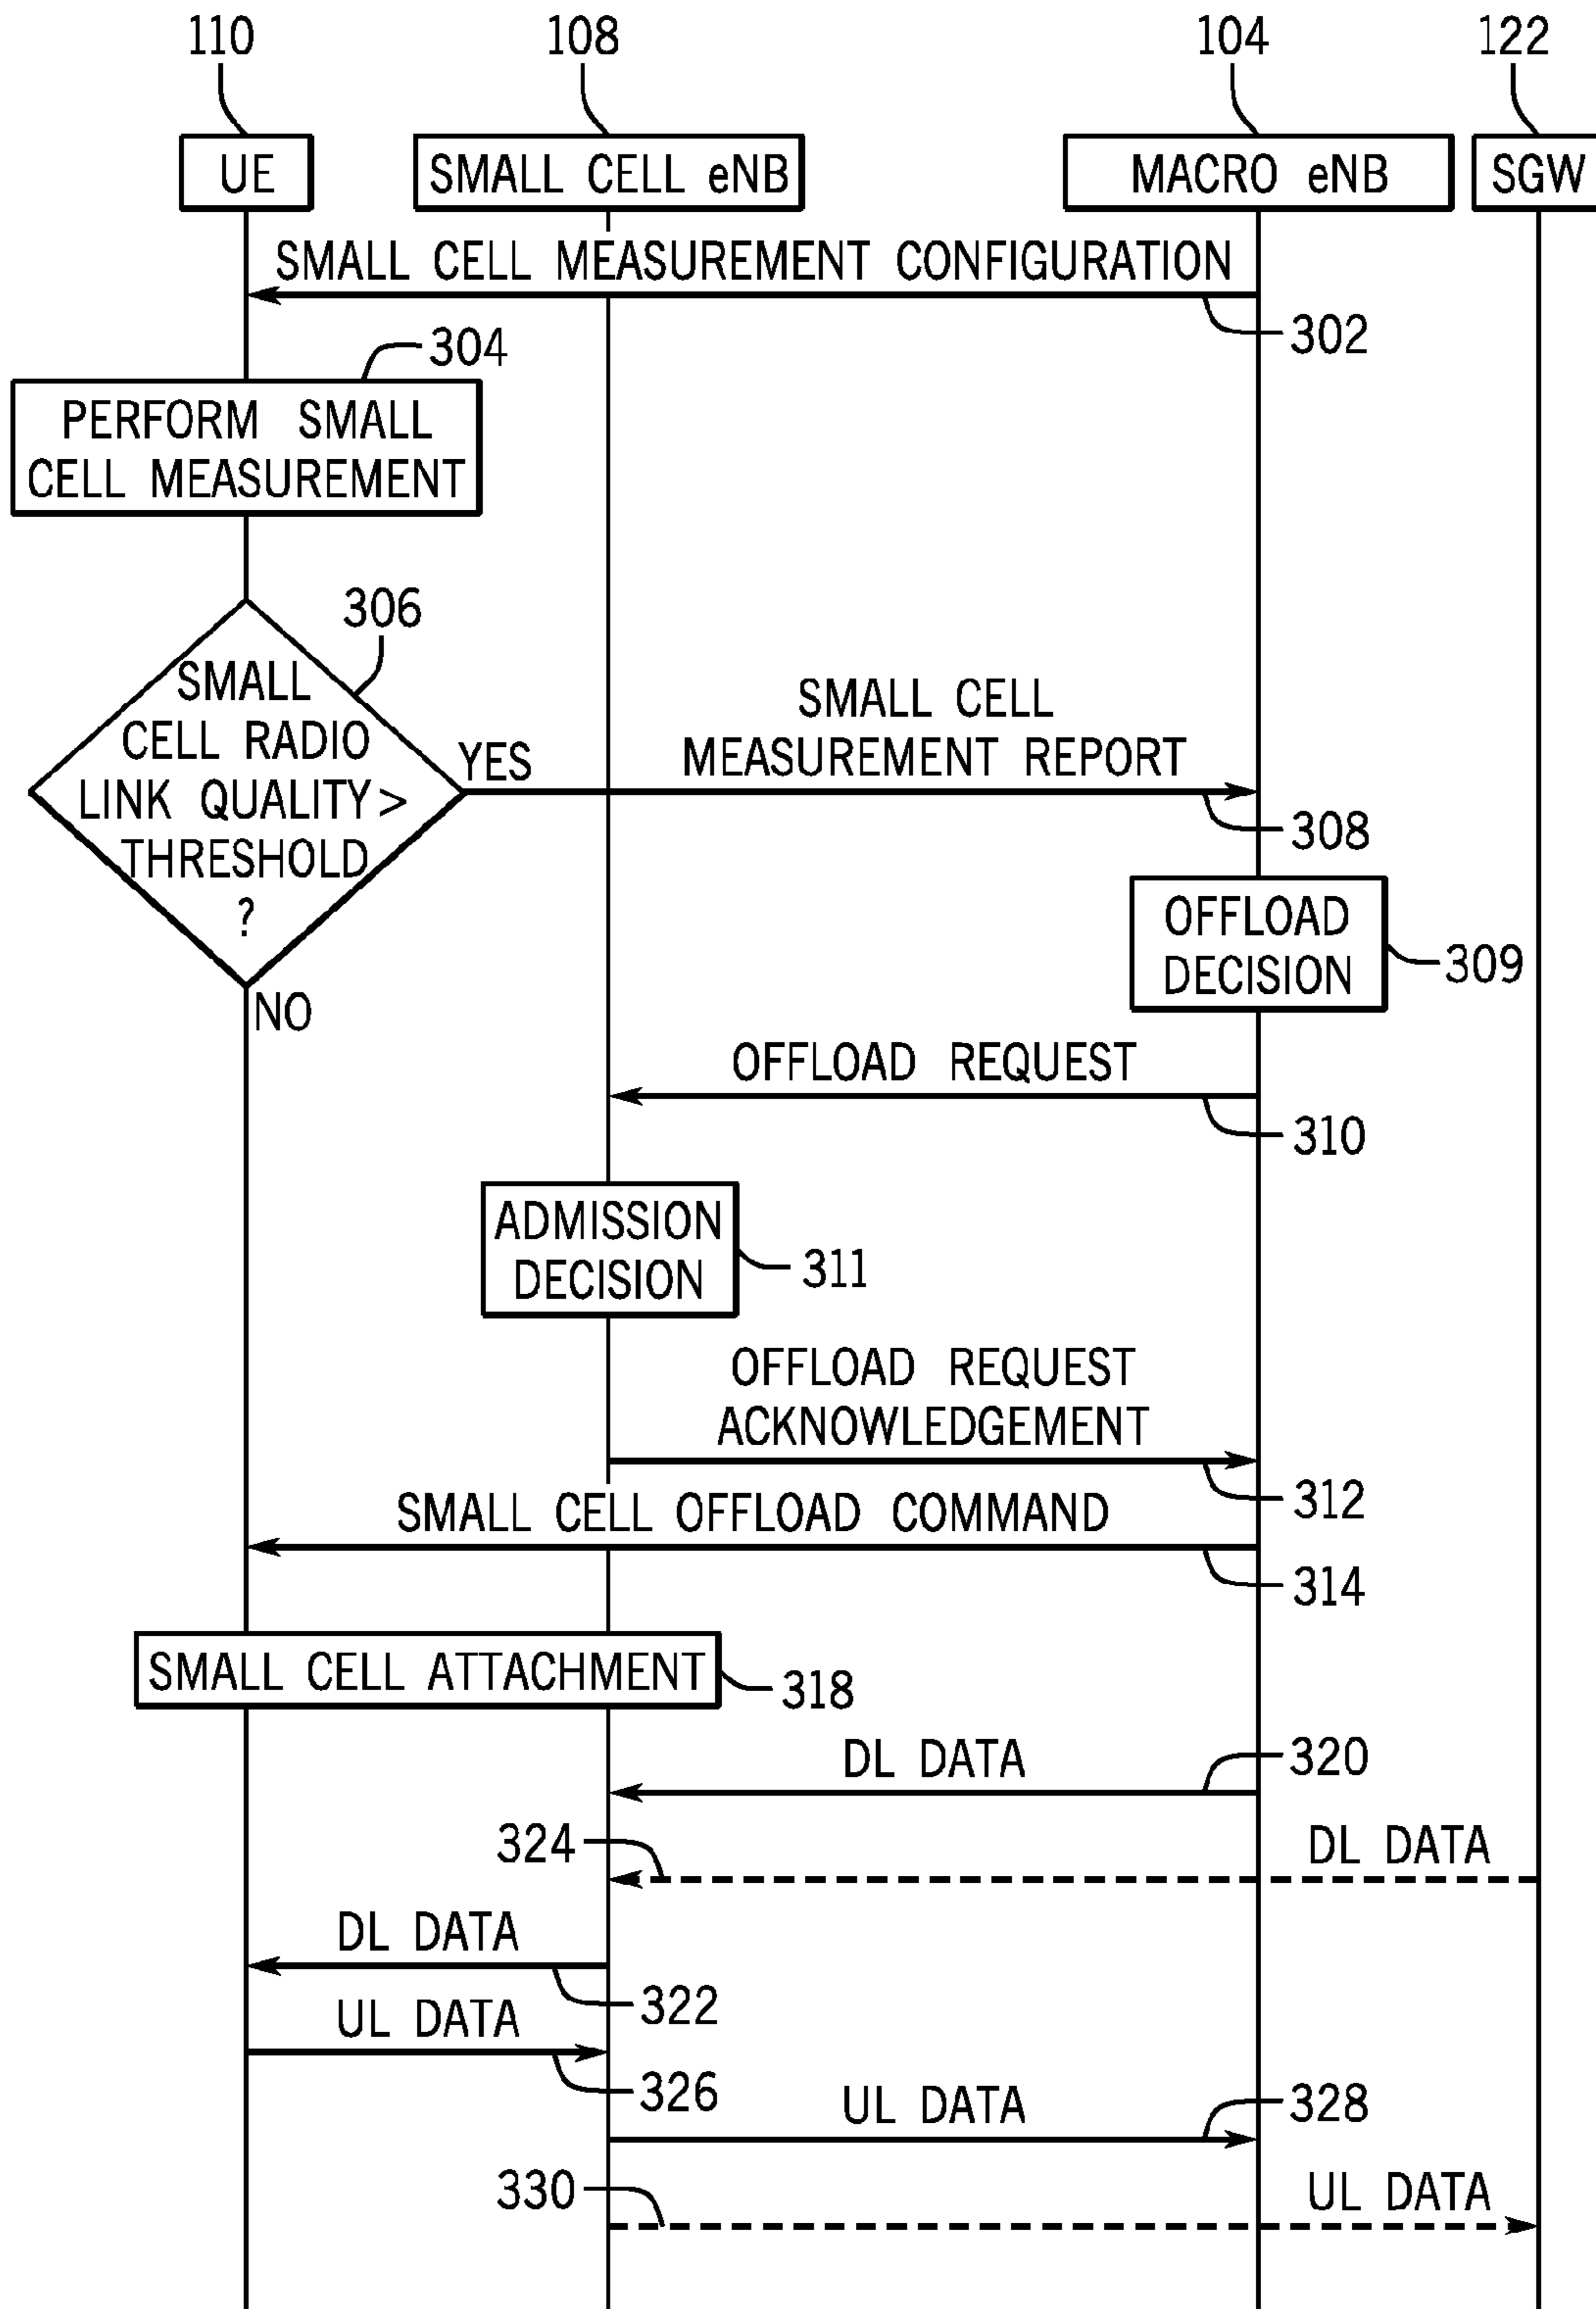 110
108
104
122
UE
SMALL CELL eNB
MACRO eNB
SGW
SMALL CELL MEASUREMENT CONFIGURATION
302
304
PERFORM SMALL
CELL MEASUREMENT
306
SMALL
CELL RADIO
LINK QUALITY >
THRESHOLD
?
YES
NO
SMALL CELL
MEASUREMENT REPORT
308
OFFLOAD
DECISION
309
OFFLOAD REQUEST
310
ADMISSION
DECISION
311
OFFLOAD REQUEST
ACKNOWLEDGEMENT
312
SMALL CELL OFFLOAD COMMAND
314
SMALL CELL ATTACHMENT
318
DL DATA
320
324
DL DATA
DL DATA
322
UL DATA
326
UL DATA
328
330
UL DATA